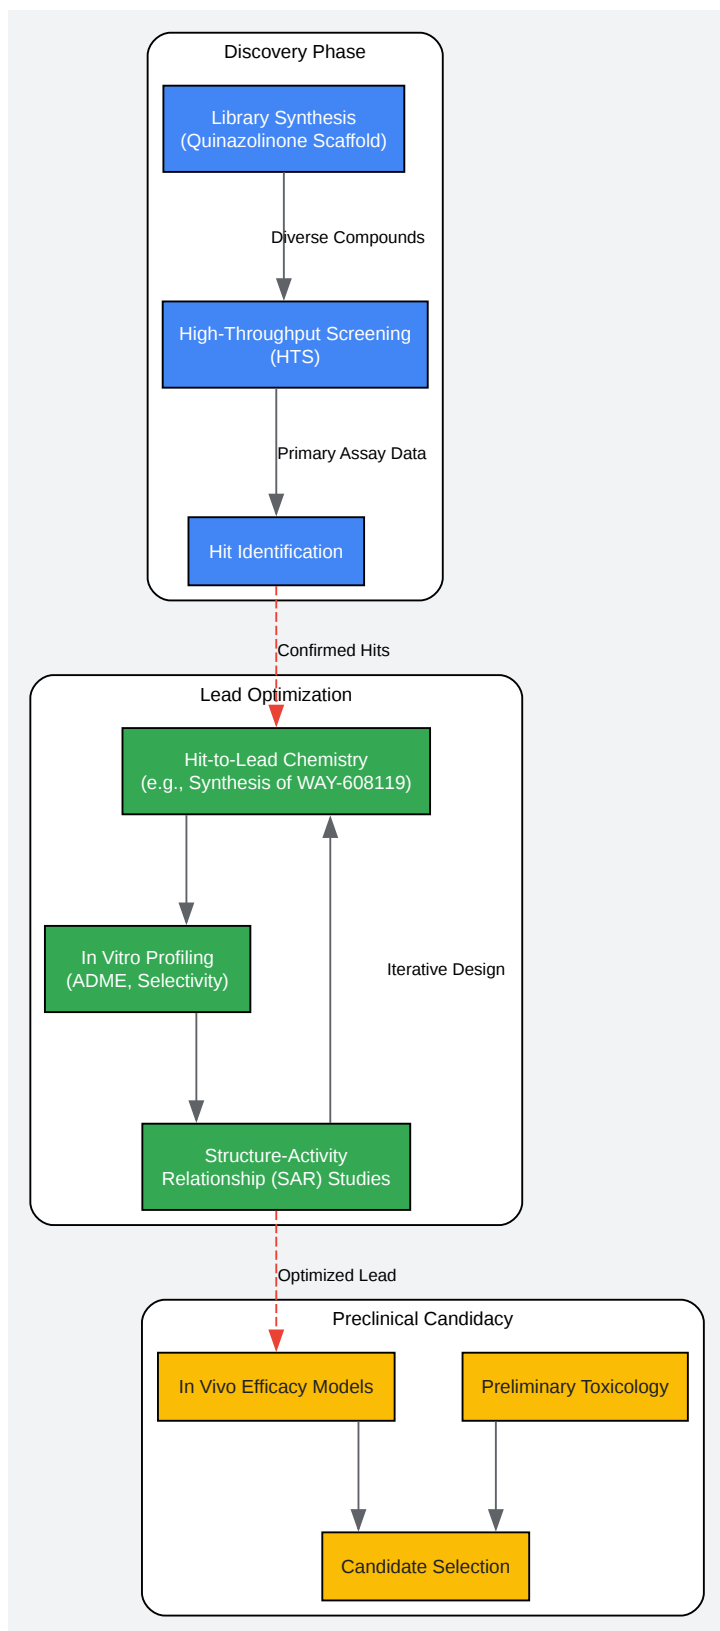 Discovery Phase
Library Synthesis
(Quinazolinone Scaffold)
Diverse Compounds
High-Throughput Screening
(HTS)
Primary Assay Data
Hit Identification
Confirmed Hits
Lead Optimization
Hit-to-Lead Chemistry
(e.g., Synthesis of WAY-608119)
In Vitro Profiling
(ADME, Selectivity)
Iterative Design
Structure-Activity
Relationship (SAR) Studies
Optimized Lead
Preclinical Candidacy
In Vivo Efficacy Models
Preliminary Toxicology
Candidate Selection